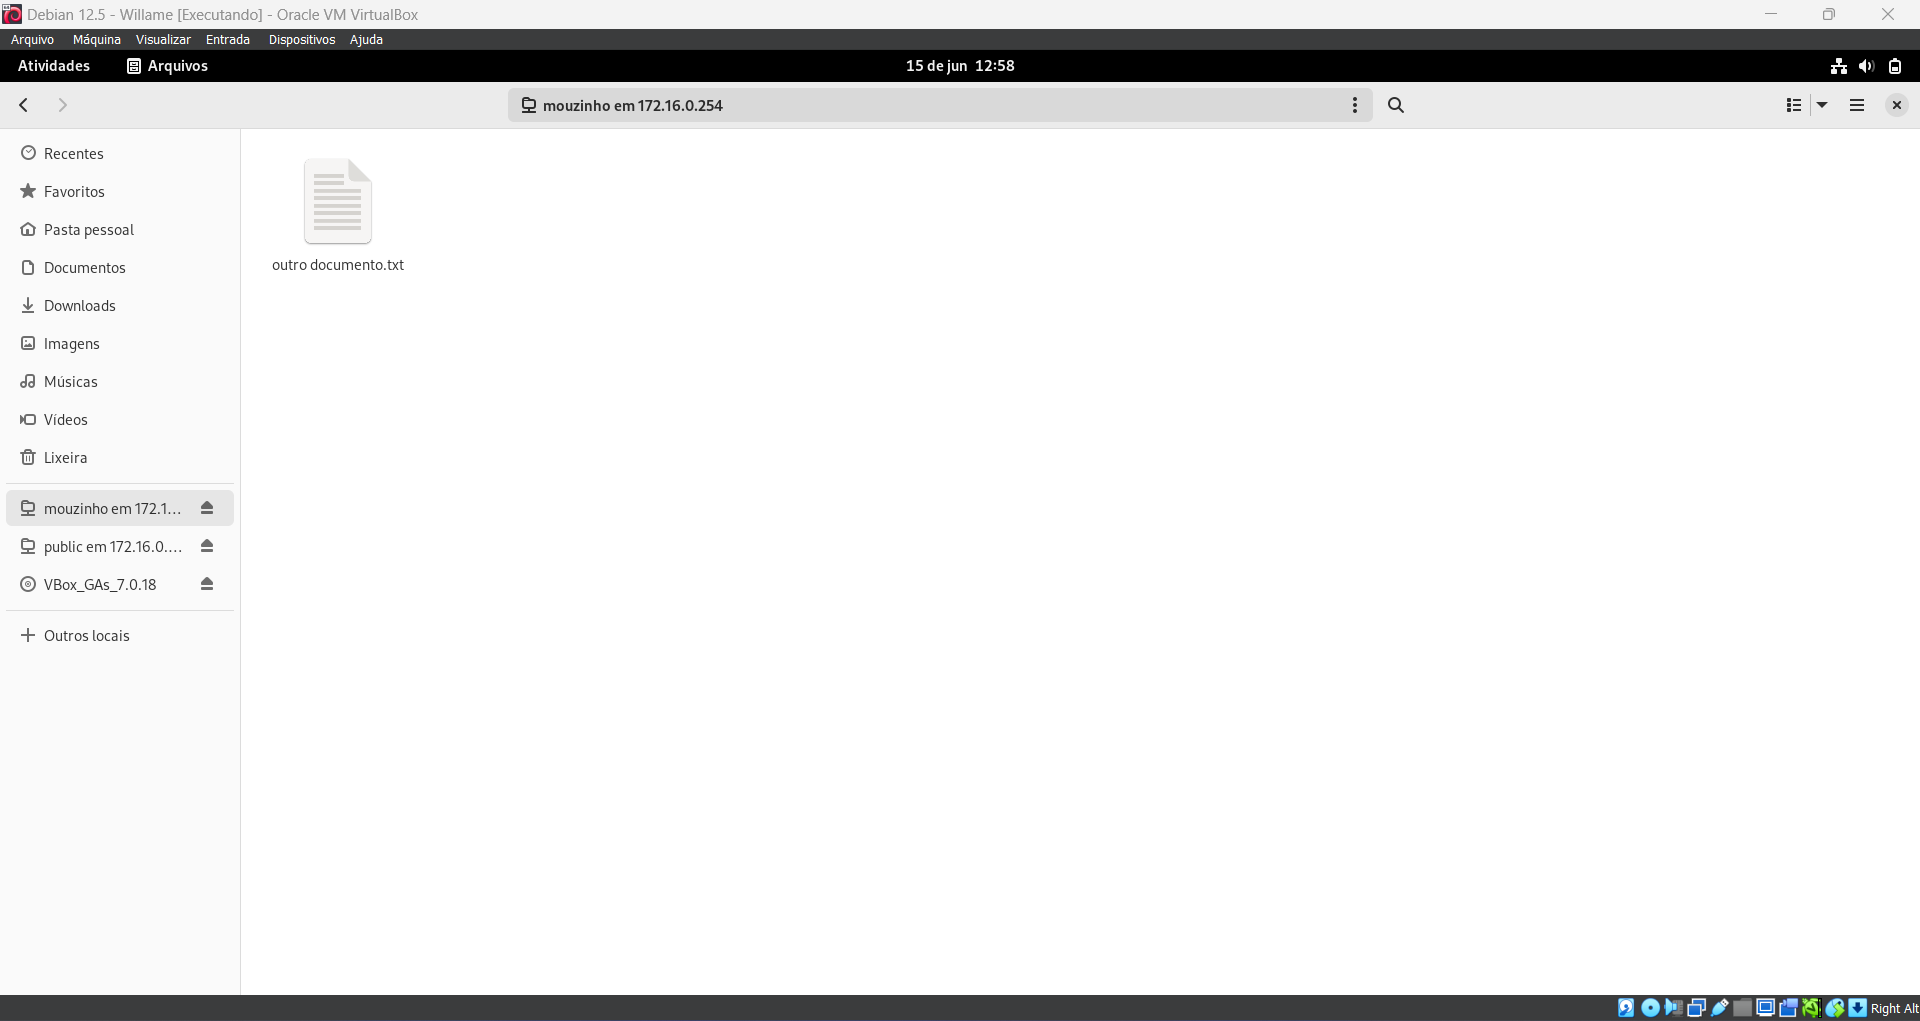 Debian 12.5 - Willame [Executando] - Oracle VM VirtualBox
Arquivo Máquina Visualizar Entrada Dispositivos Ajuda
Atividades Arquivos 15 de jun 12:58
mouzinho em 172.16.0.254
Recentes
Favoritos
Pasta pessoal
Documentos
Downloads
Imagens
Músicas
Vídeos
Lixeira
mouzinho em 172.1…
public em 172.16.0.…
VBox_GAs_7.0.18
Outros locais
outro documento.txt
Right Alt